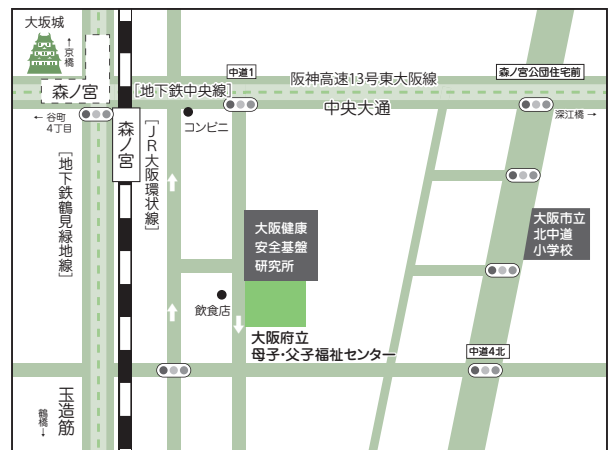 大坂城
↑京橋
森ノ宮
[地下鉄中央線]
中道1
阪神高速13号東大阪線
森ノ宮公団住宅前
中央大通
← 谷町
4丁目
深江橋 →
森ノ宮
[JR大阪環状線]
コンビニ
[地下鉄鶴見緑地線]
大阪健康
安全基盤
研究所
大阪市立
北中道
小学校
飲食店
大阪府立
母子・父子福祉センター
中道4北
玉造筋
鶴橋↓